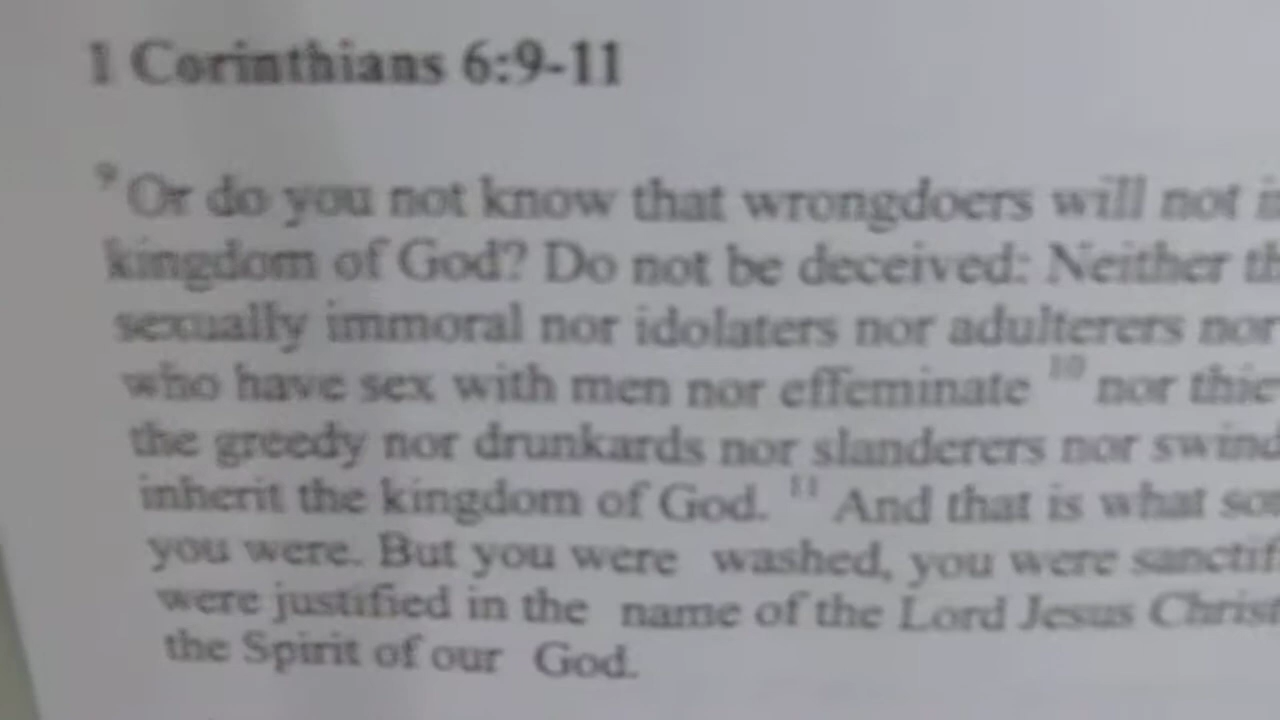 1 Corinthians 6:9-11
9 Or do you not know that wrongdoers will not
kingdom of God? Do not be deceived: Neither
sexually immoral nor idolaters nor adulterers nor
who have sex with men nor effeminate 10 nor
the greedy nor drunkards nor slanderers nor
inherit the kingdom of God. 11 And that is what
you were. But you were washed, you were
were justified in the name of the Lord Jesus Christ
the Spirit of our God.